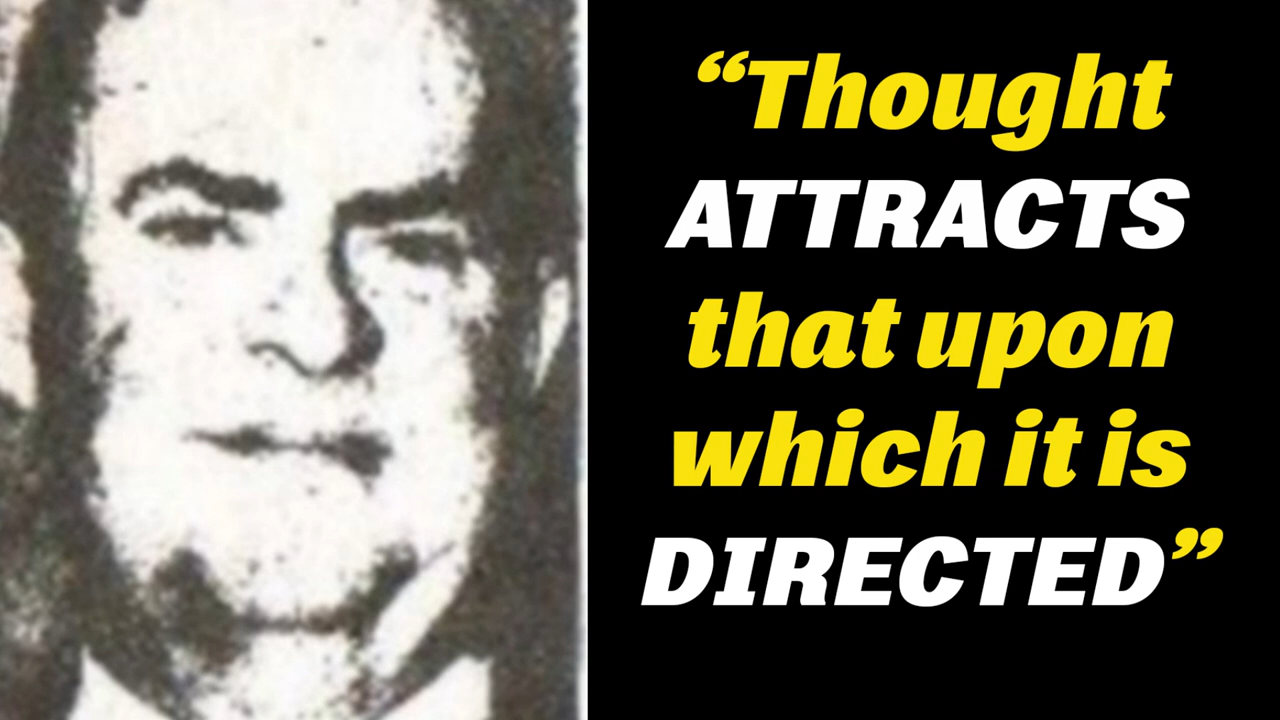 “Thought
ATTRACTS
that upon
which it is
DIRECTED”